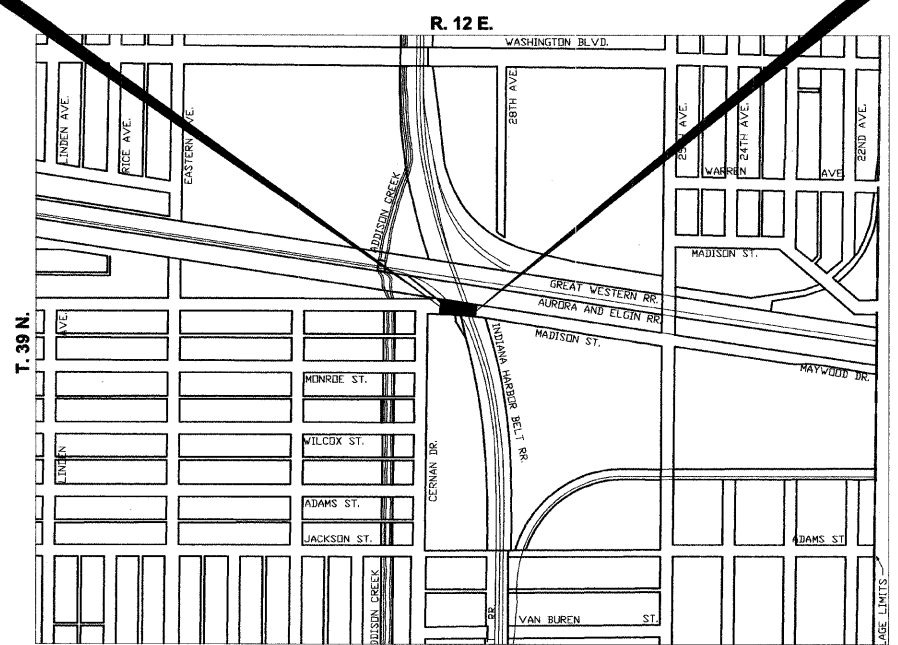 R. 12 E.
WASHINGTON BLVD.
LINDEN AVE.
RICE AVE.
EASTERN VE.
28TH AVE
25TH AVE.
24TH AVE.
22ND AVE.
WARREN AVE.
ADDISON CREEK
MADISON ST.
GREAT WESTERN RR.
AURORA AND ELGIN RR.
MADISON ST.
MAYWOOD DR.
T. 39 N.
AVE.
INDIANA HARBOR BELT RR.
MONROE ST.
WILCOX ST.
LINDEN
CERNAN DR.
ADAMS ST.
JACKSON ST.
ADAMS ST
DDISON CREEK
RR
VAN BUREN ST.
AGE LIMITS